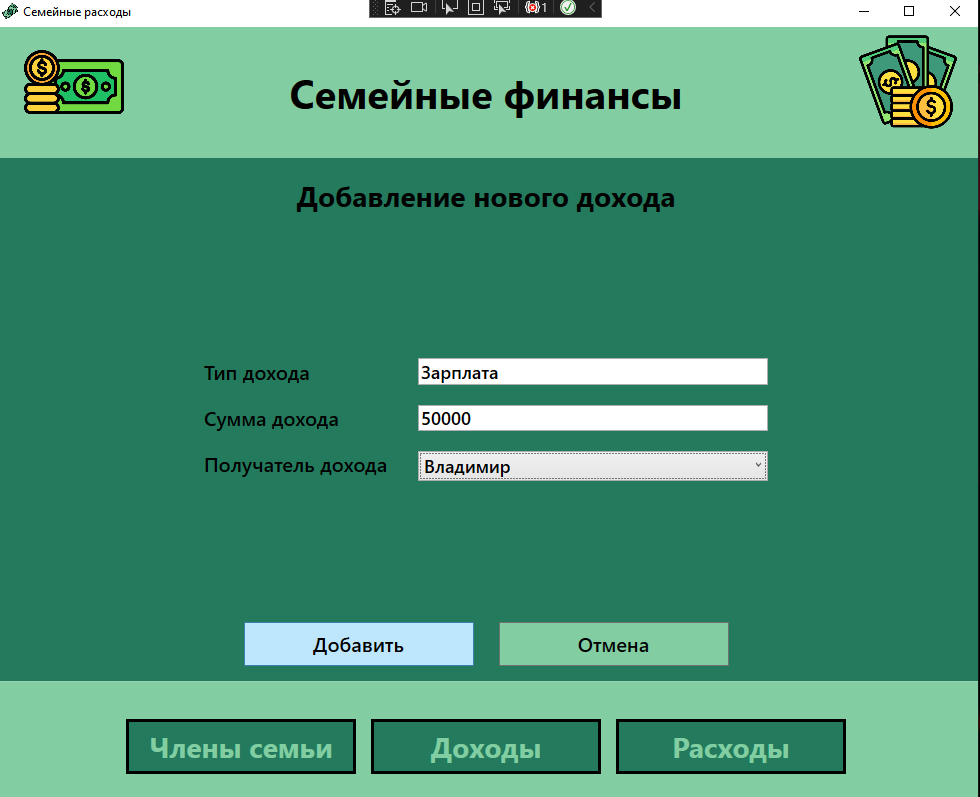 Семейные расходы
1
Семейные финансы
Добавление нового дохода
Тип дохода Зарплата
Сумма дохода 50000
Получатель дохода Владимир
Добавить Отмена
Члены семьи Доходы Расходы